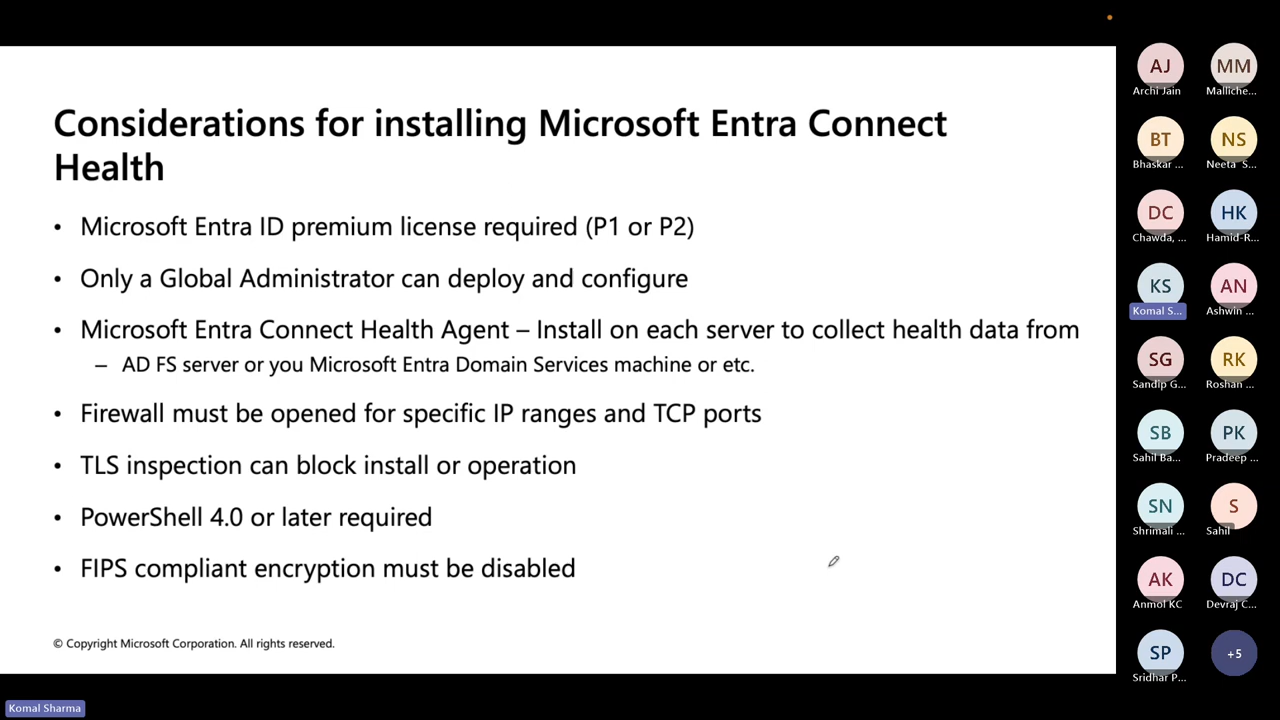 Considerations for installing Microsoft Entra Connect
Health
• Microsoft Entra ID premium license required (P1 or P2)
• Only a Global Administrator can deploy and configure
• Microsoft Entra Connect Health Agent – Install on each server to collect health data from
– AD FS server or you Microsoft Entra Domain Services machine or etc.
• Firewall must be opened for specific IP ranges and TCP ports
• TLS inspection can block install or operation
• PowerShell 4.0 or later required
• FIPS compliant encryption must be disabled
© Copyright Microsoft Corporation. All rights reserved.
Komal Sharma
AJ MM
Archi Jain Malliche...
BT NS
Bhaskar ... Neeta S...
DC HK
Chawda, ... Hamid-R...
KS AN
Komal S... Ashwin ...
SG RK
Sandip G... Roshan ...
SB PK
Sahil Ba... Pradeep ...
SN S
Shrimali ... Sahil
AK DC
Anmol KC Devraj C...
SP +5
Sridhar P...